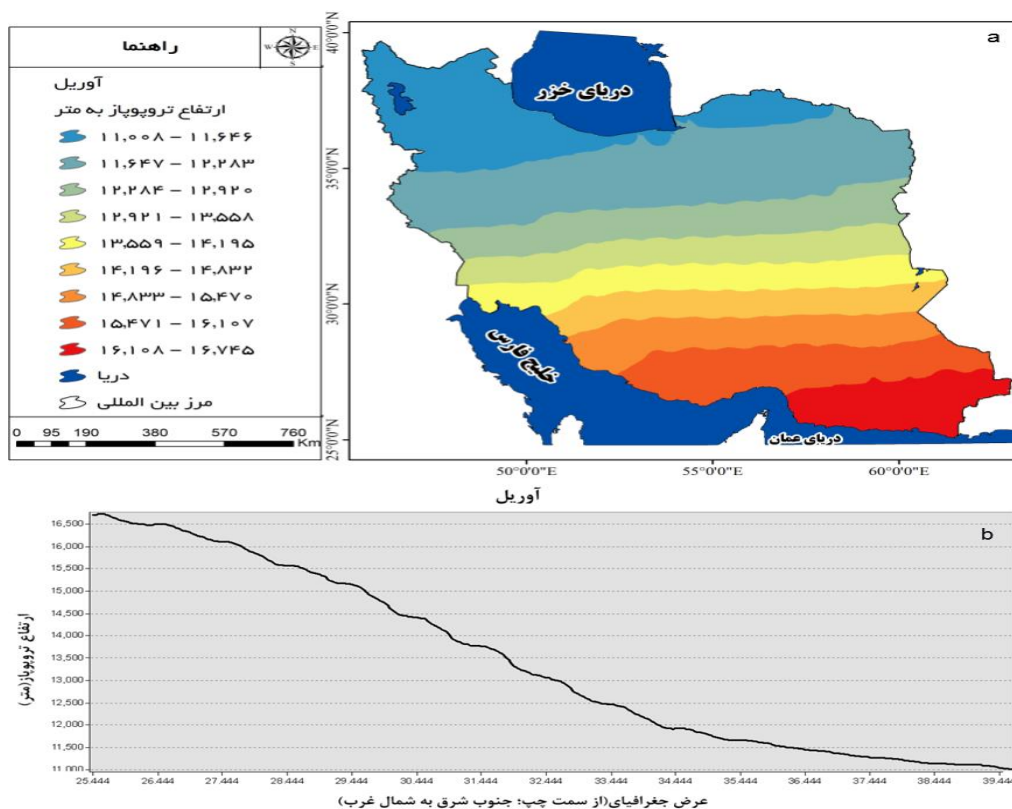 راهنما
N
W
E
S
آوریل
ارتفاع تروپوپاز به متر
۱۱,۰۰۸ – ۱۱,۶۴۶
۱۱,۶۴۷ – ۱۲,۲۸۳
۱۲,۲۸۴ – ۱۲,۹۲۰
۱۲,۹۲۱ – ۱۳,۵۵۸
۱۳,۵۵۹ – ۱۴,۱۹۵
۱۴,۱۹۶ – ۱۴,۸۳۲
۱۴,۸۳۳ – ۱۵,۴۷۰
۱۵,۴۷۱ – ۱۶,۱۰۷
۱۶,۱۰۸ – ۱۶,۷۴۵
دریا
مرز بین المللی
0 95 190 380 570 760
Km
a
40°0'0"N
35°0'0"N
30°0'0"N
25°0'0"N
دریای خزر
خلیج فارس
دریای عمان
50°0'0"E 55°0'0"E 60°0'0"E
آوریل
b
16,500
16,000
15,500
15,000
14,500
14,000
13,500
13,000
12,500
12,000
11,500
11,000
ارتفاع تروپوپاز(متر)
25.444 26.444 27.444 28.444 29.444 30.444 31.444 32.444 33.444 34.444 35.444 36.444 37.444 38.444 39.444
عرض جغرافیای(از سمت چپ؛ جنوب شرق به شمال غرب)